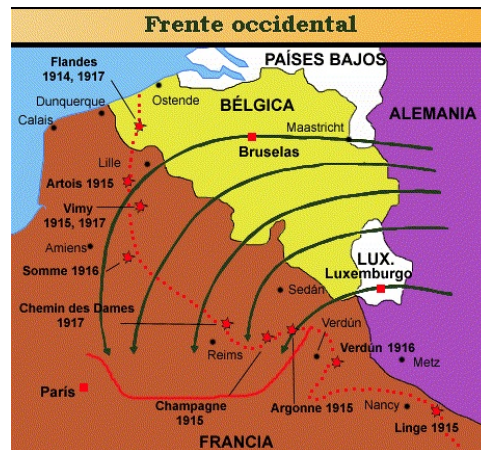 Frente occidental
Flandes
1914, 1917
PAÍSES BAJOS
Dunquerque
Ostende
BÉLGICA
ALEMANIA
Calais
Maastricht
Bruselas
Lille
Artois 1915
Vimy
1915, 1917
Amiens
LUX.
Luxemburgo
Somme 1916
Sedán
Chemin des Dames
1917
Verdún
Reims
Verdún 1916
Metz
París
Champagne
1915
Argonne 1915
Nancy
Linge 1915
FRANCIA